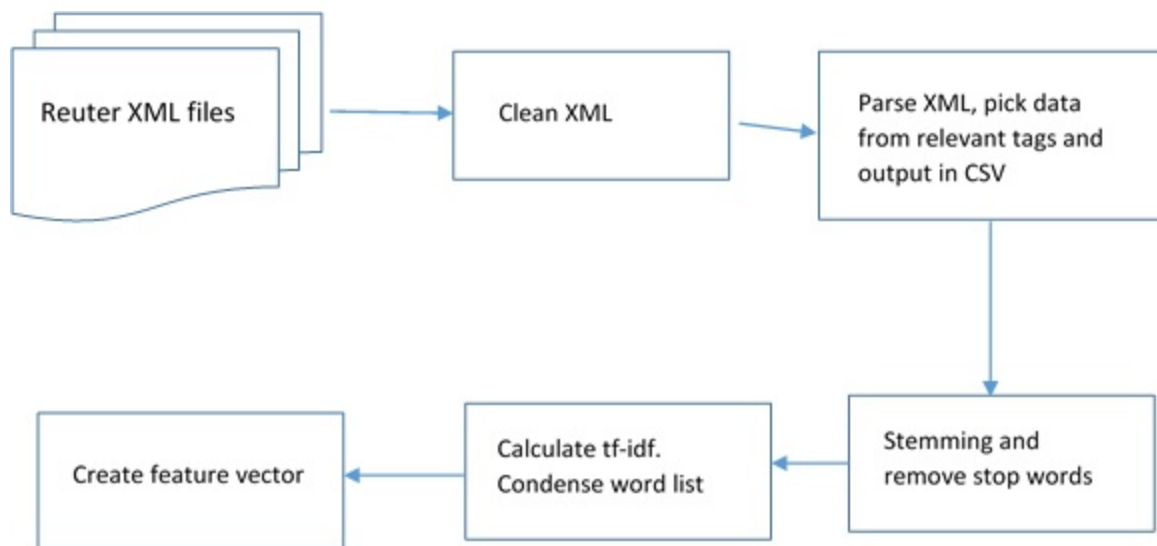 Reuter XML files
Clean XML
Parse XML, pick data
from relevant tags and
output in CSV
Stemming and
remove stop words
Calculate tf-idf.
Condense word list
Create feature vector